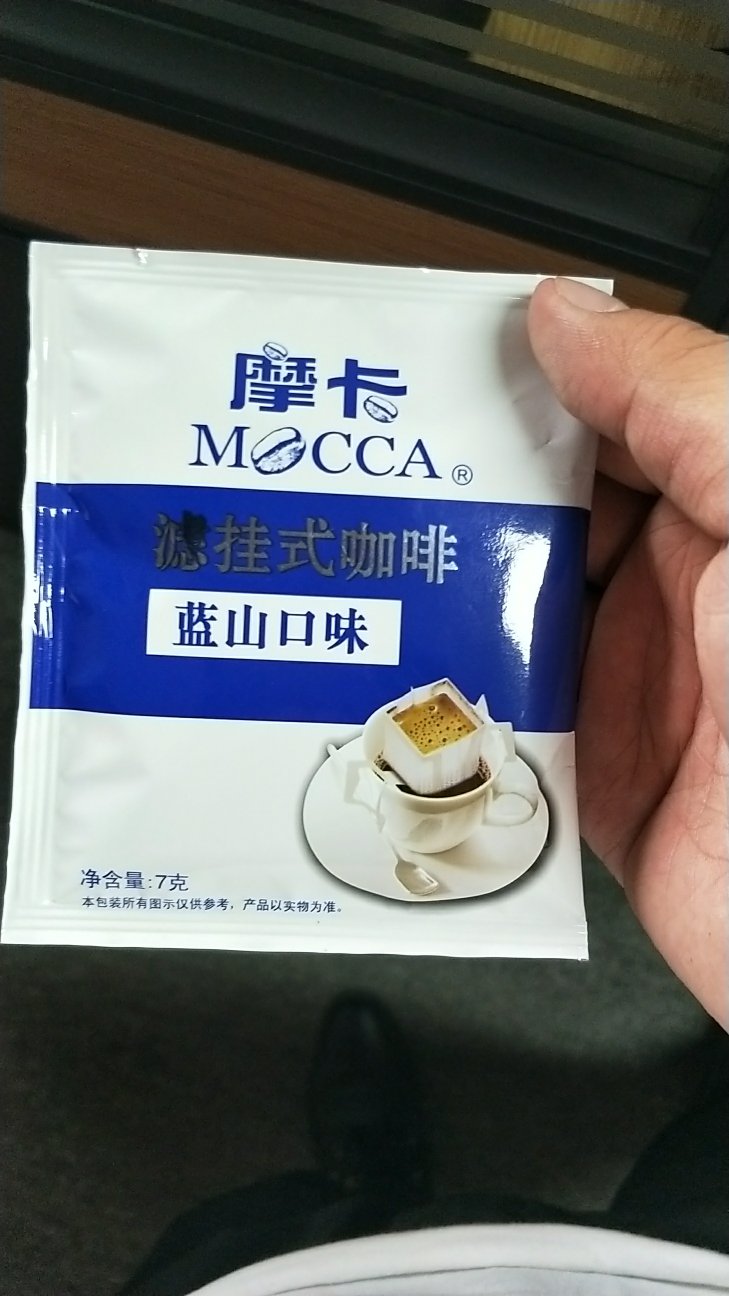 摩卡
MOCCA®
滤挂式咖啡
蓝山口味
净含量:7克
本包装所有图示仅供参考，产品以实物为准。